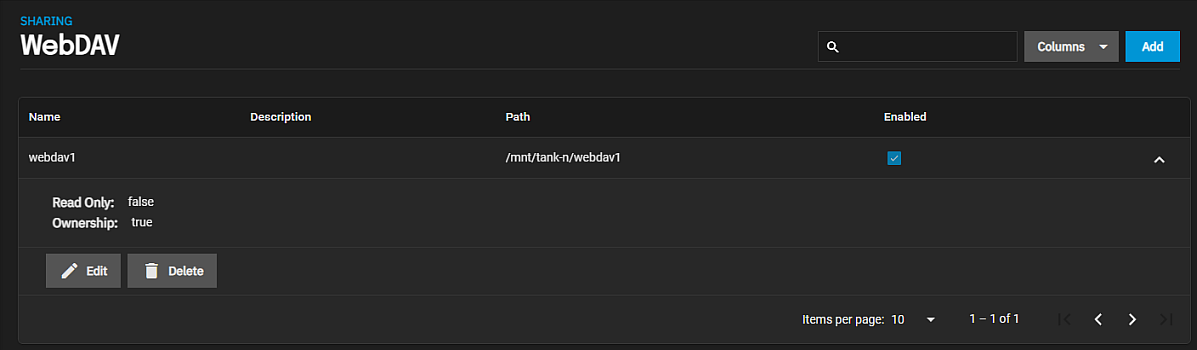 SHARING
WebDAV
Columns
Add
Name Description Path Enabled
webdav1 /mnt/tank-n/webdav1
Read Only: false
Ownership: true
Edit Delete
Items per page: 10 1 – 1 of 1